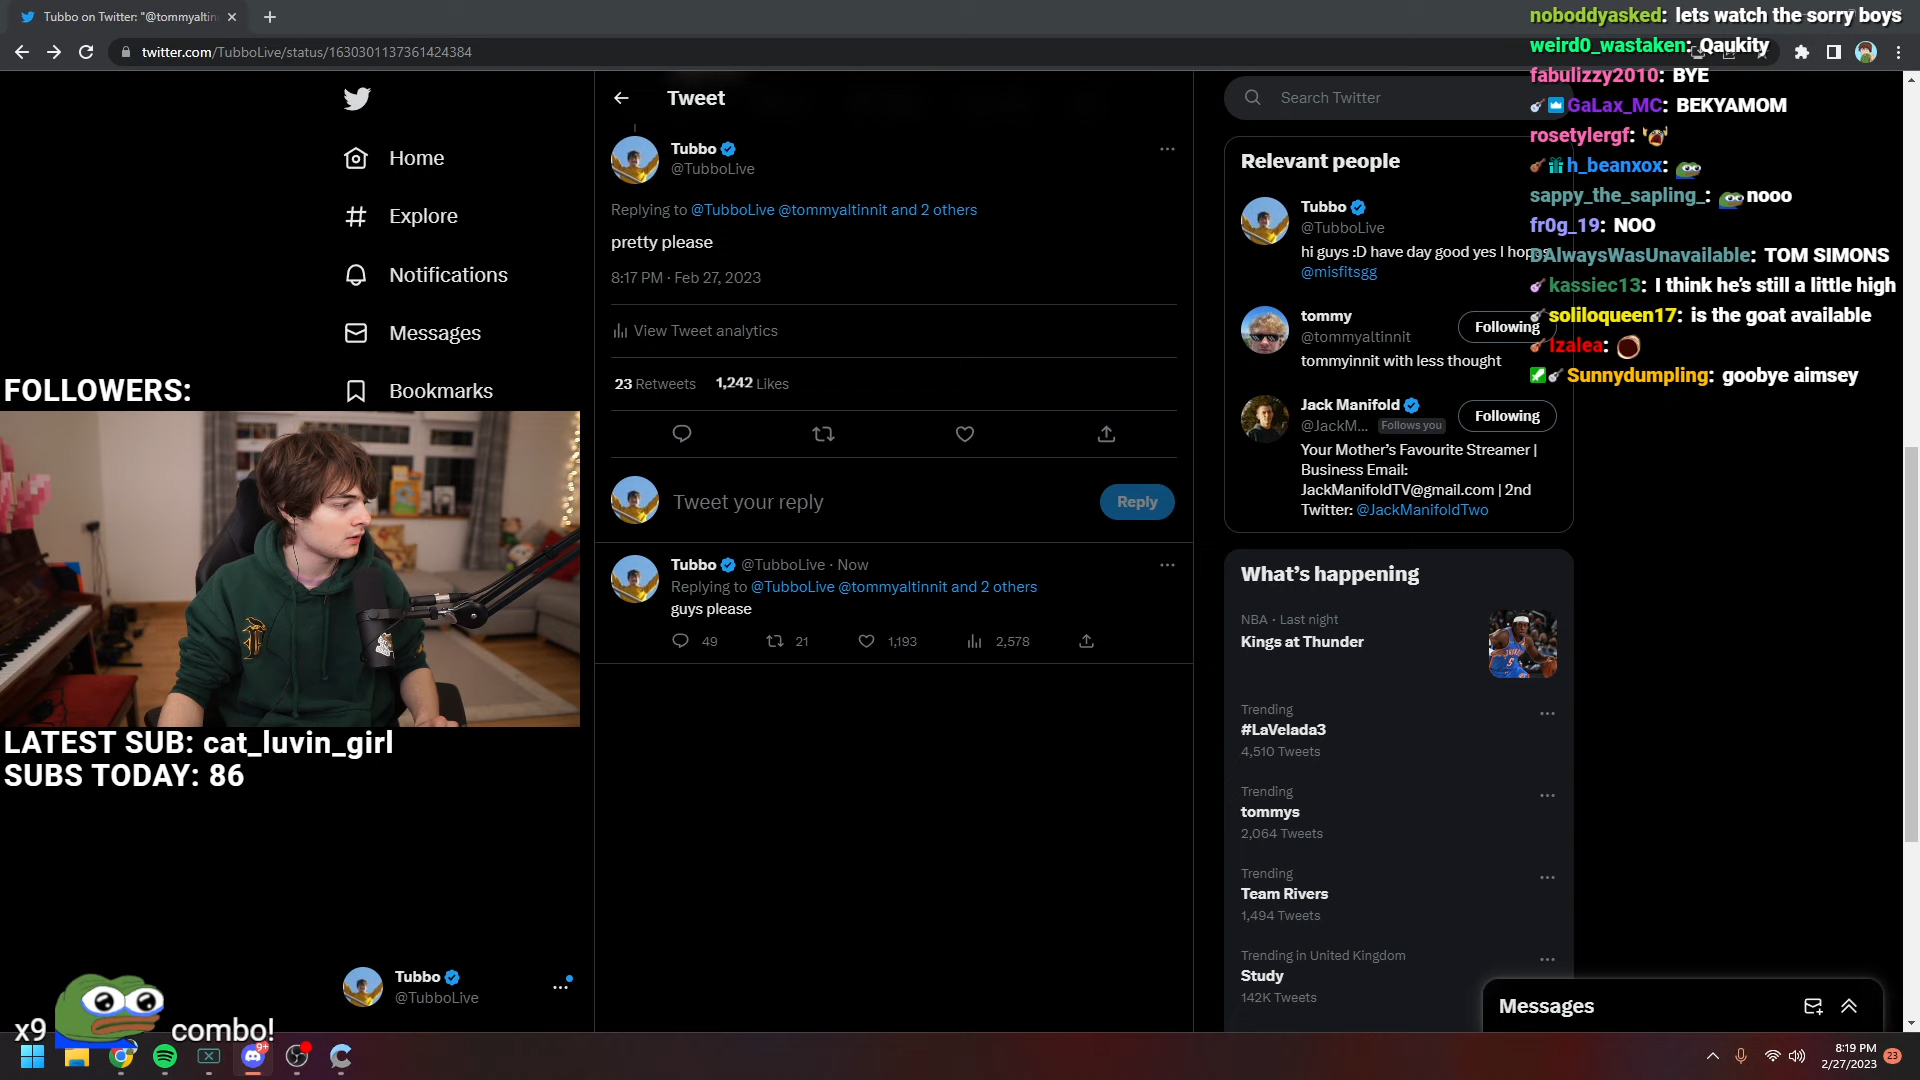 Tubbo on Twitter: "@tommyaltin
twitter.com/TubboLive/status/1630301137361424384
Home
Explore
Notifications
Messages
Bookmarks
FOLLOWERS:
LATEST SUB: cat_luvin_girl
SUBS TODAY: 86
Tubbo
@TubboLive
x9 combo!
Tweet
Tubbo
@TubboLive
Replying to @TubboLive @tommyaltinnit and 2 others
pretty please
8:17 PM · Feb 27, 2023
View Tweet analytics
23 Retweets 1,242 Likes
Tweet your reply
Reply
Tubbo @TubboLive · Now
Replying to @TubboLive @tommyaltinnit and 2 others
guys please
49 21 1,193 2,578
Search Twitter
Relevant people
Tubbo
@TubboLive
hi guys :D have day good yes I hopps
@misfitsgg
tommy
@tommyaltinnit
Following
tommyinnit with less thought
Jack Manifold
@JackM... Follows you
Following
Your Mother's Favourite Streamer |
Business Email:
JackManifoldTV@gmail.com | 2nd
Twitter: @JackManifoldTwo
What's happening
NBA · Last night
Kings at Thunder
Trending
#LaVelada3
4,510 Tweets
Trending
tommys
2,064 Tweets
Trending
Team Rivers
1,494 Tweets
Trending in United Kingdom
Study
142K Tweets
Messages
noboddyasked: lets watch the sorry boys
weird0_wastaken: Qaukity
fabulizzy2010: BYE
GaLax_MC: BEKYAMOM
rosetylergf:
h_beanxox:
sappy_the_sapling_: nooo
fr0g_19: NOO
DAlwaysWasUnavailable: TOM SIMONS
kassiec13: I think he's still a little high
soliloqueen17: is the goat available
Izalea:
Sunnydumpling: goobye aimsey
9+
8:19 PM
2/27/2023
23